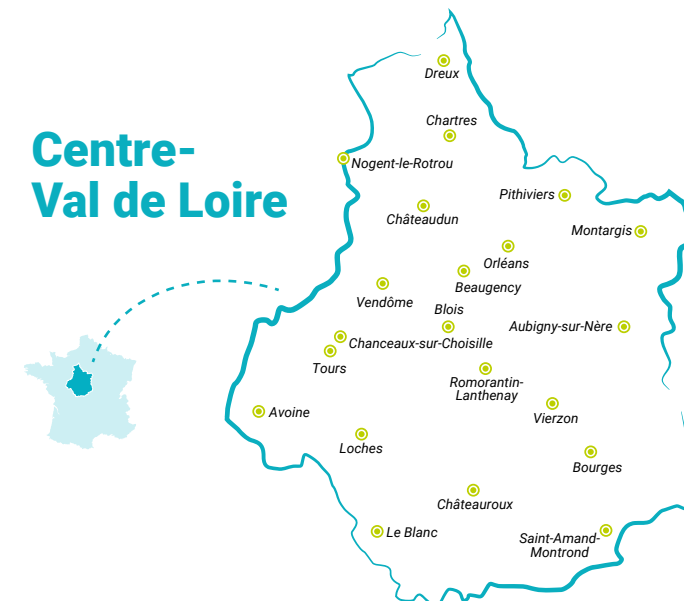 Centre-
Val de Loire
Dreux
Chartres
Nogent-le-Rotrou
Pithiviers
Châteaudun
Montargis
Orléans
Beaugency
Vendôme
Blois
Aubigny-sur-Nère
Chanceaux-sur-Choisille
Tours
Romorantin-
Lanthenay
Avoine
Vierzon
Loches
Bourges
Châteauroux
Le Blanc
Saint-Amand-
Montrond